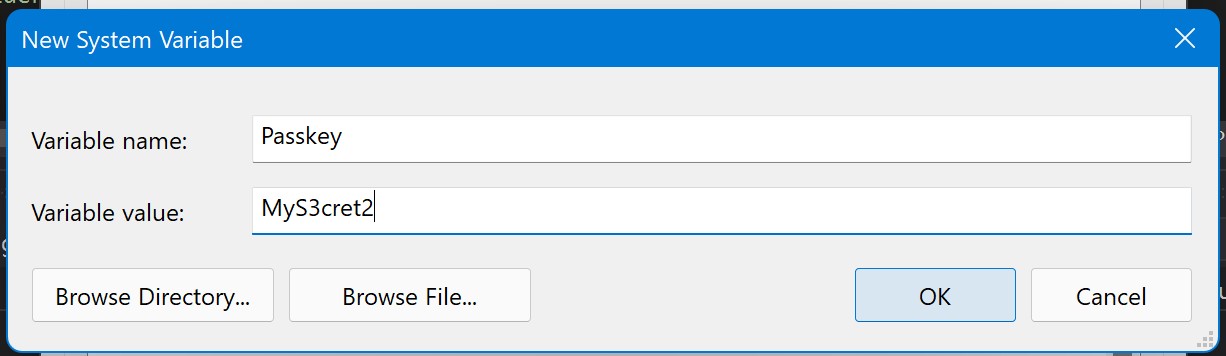 New System Variable
Variable name:
Passkey
Variable value:
MyS3cret2
Browse Directory...
Browse File...
OK
Cancel